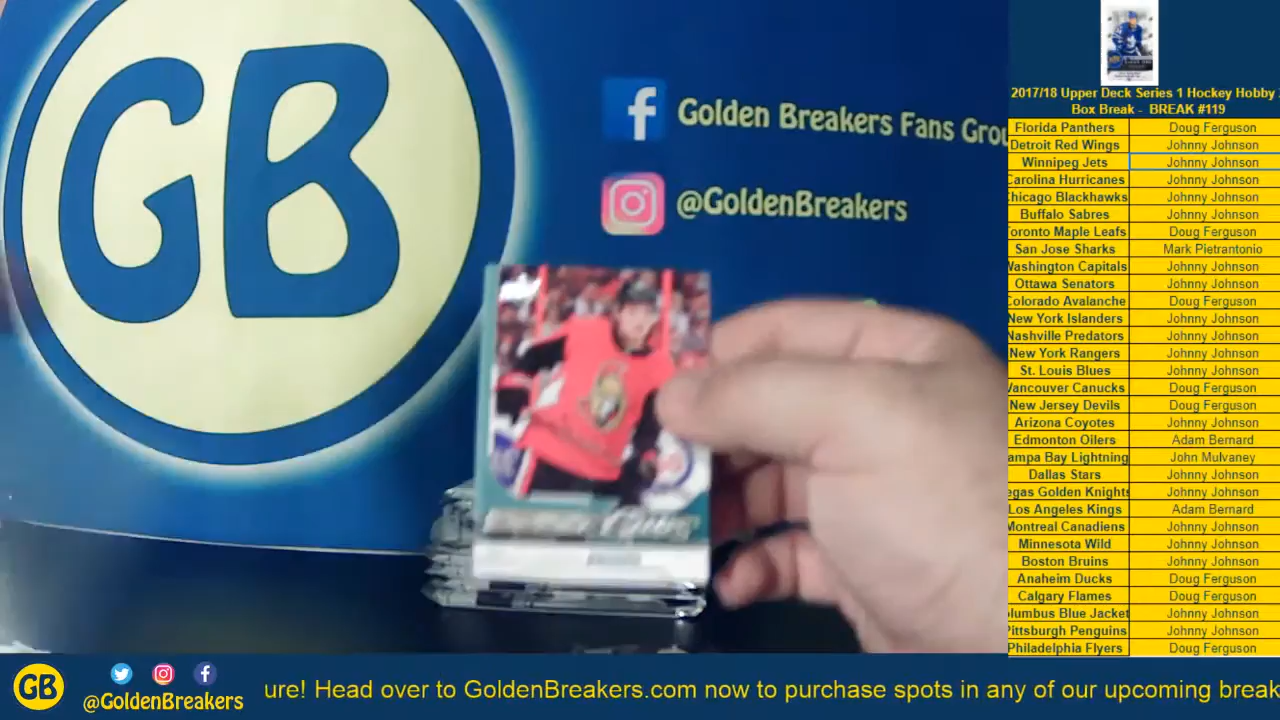 GB
Golden Breakers Fans Grou
@GoldenBreakers
2017/18 Upper Deck Series 1 Hockey Hobby
Box Break - BREAK #119
Florida Panthers Doug Ferguson
Detroit Red Wings Johnny Johnson
Winnipeg Jets Johnny Johnson
Carolina Hurricanes Johnny Johnson
Chicago Blackhawks Johnny Johnson
Buffalo Sabres Johnny Johnson
Toronto Maple Leafs Doug Ferguson
San Jose Sharks Mark Pietrantonio
Washington Capitals Johnny Johnson
Ottawa Senators Johnny Johnson
Colorado Avalanche Doug Ferguson
New York Islanders Johnny Johnson
Nashville Predators Johnny Johnson
New York Rangers Johnny Johnson
St. Louis Blues Johnny Johnson
Vancouver Canucks Doug Ferguson
New Jersey Devils Doug Ferguson
Arizona Coyotes Johnny Johnson
Edmonton Oilers Adam Bernard
ampa Bay Lightning John Mulvaney
Dallas Stars Johnny Johnson
egas Golden Knights Johnny Johnson
Los Angeles Kings Adam Bernard
Montreal Canadiens Johnny Johnson
Minnesota Wild Johnny Johnson
Boston Bruins Johnny Johnson
Anaheim Ducks Doug Ferguson
Calgary Flames Doug Ferguson
olumbus Blue Jacket Johnny Johnson
Pittsburgh Penguins Johnny Johnson
Philadelphia Flyers Doug Ferguson
GB
@GoldenBreakers
ure! Head over to GoldenBreakers.com now to purchase spots in any of our upcoming break